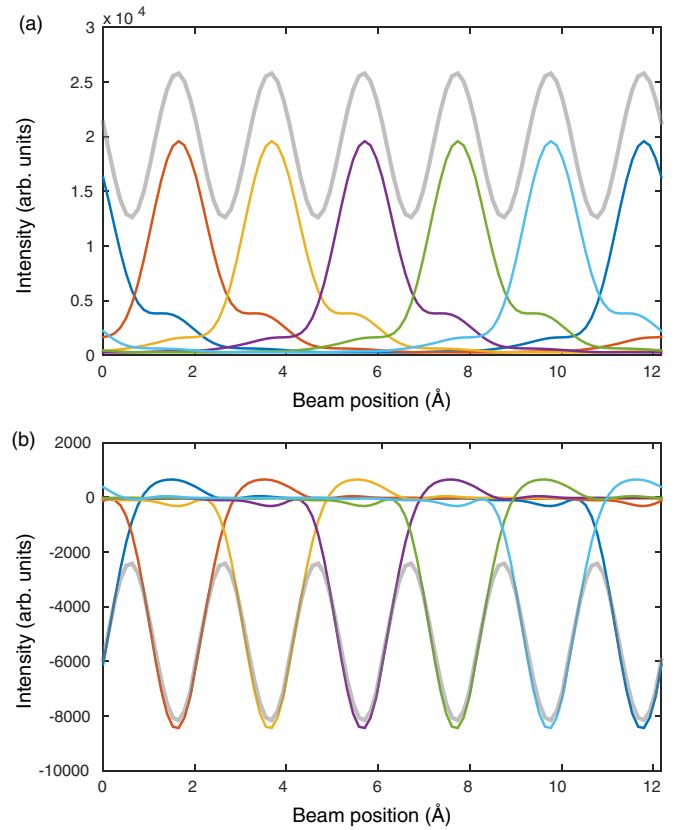 (a)
× 10⁴
3
2.5
2
1.5
1
0.5
0
Intensity (arb. units)
0 2 4 6 8 10 12
Beam position (Å)
(b)
2000
0
-2000
-4000
-6000
-8000
-10000
Intensity (arb. units)
0 2 4 6 8 10 12
Beam position (Å)